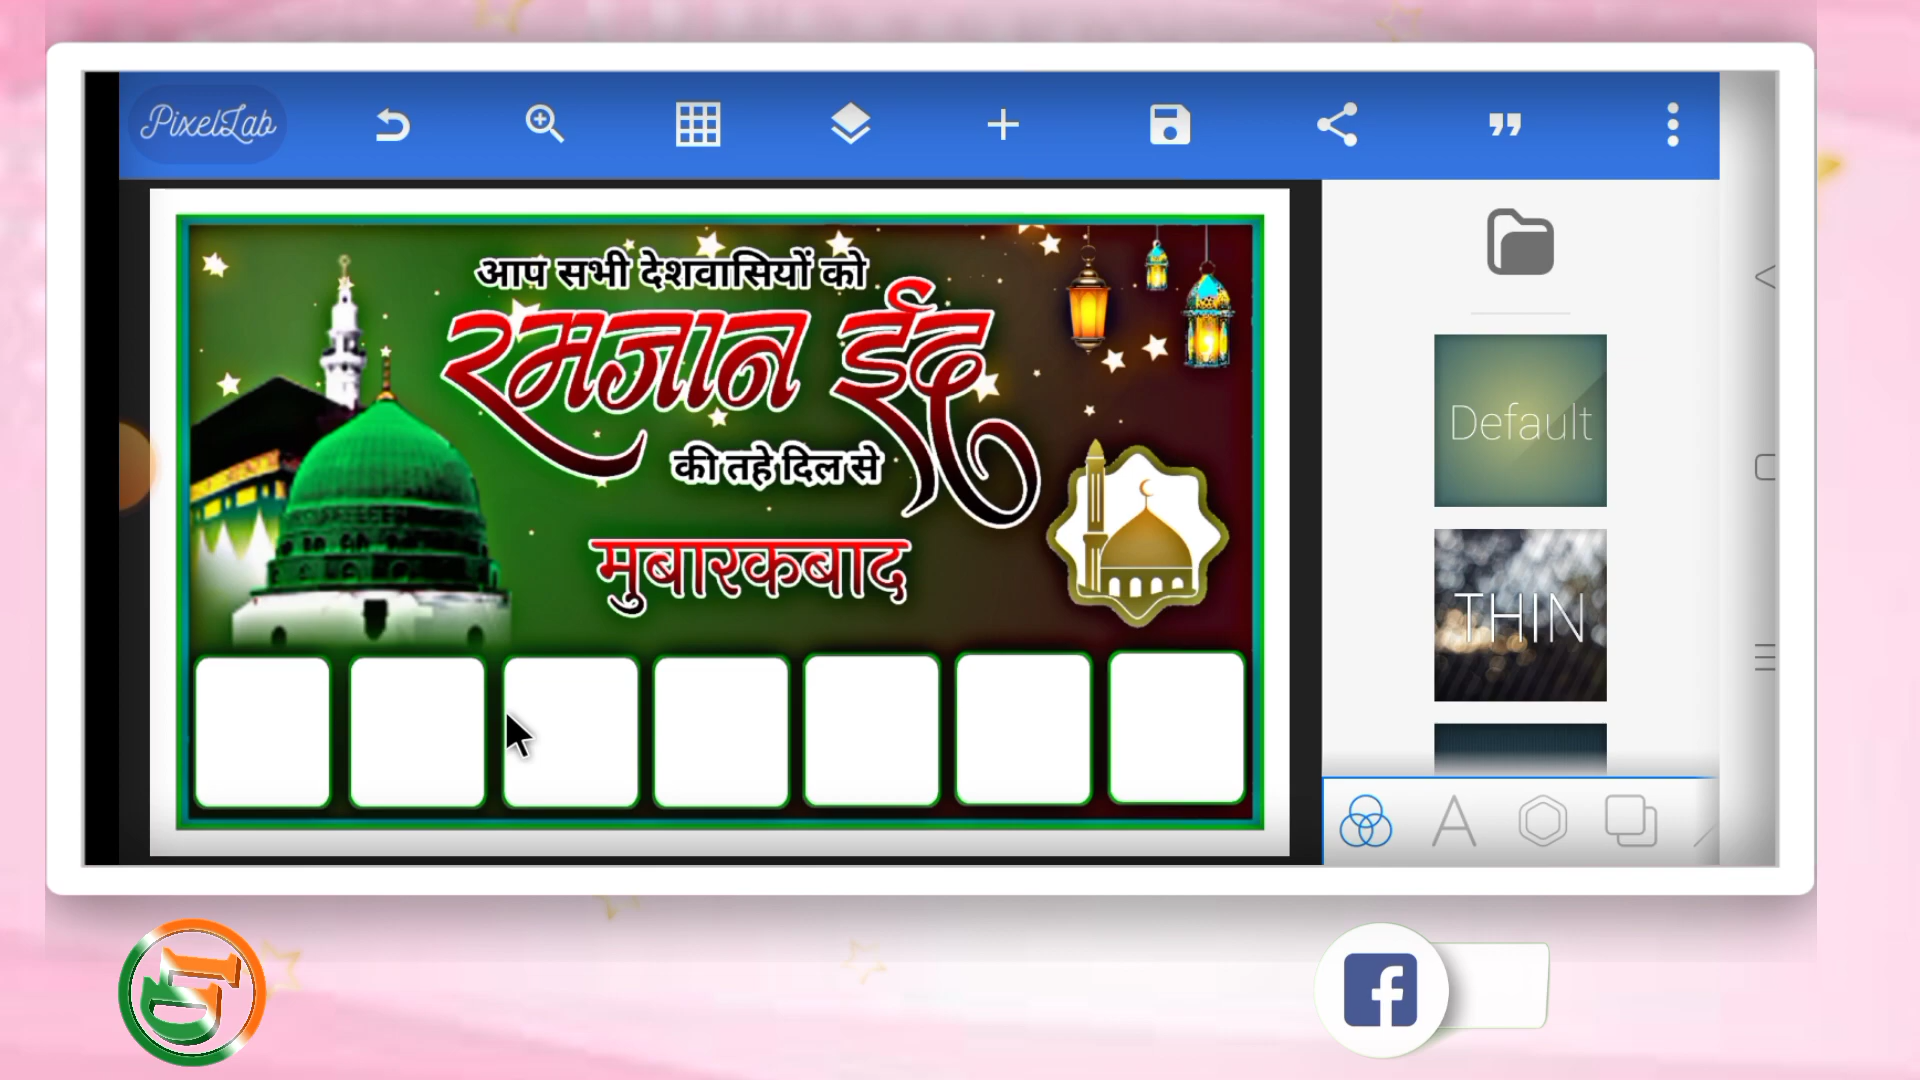 PixelLab
आप सभी देशवासियों को
रमजान ईद
की तहे दिल से
मुबारकबाद
Default
THIN